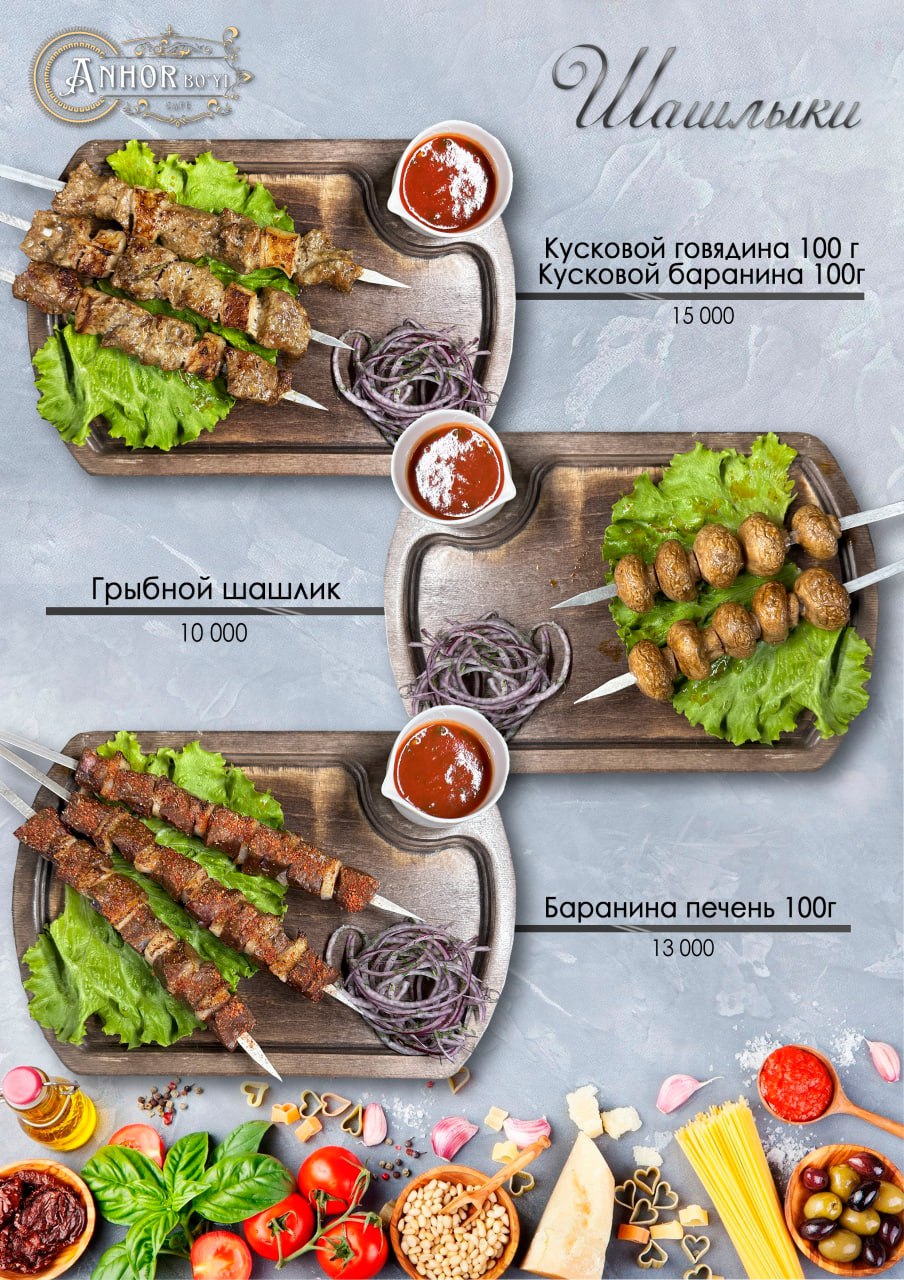 ANHOR BO'YI
CAFE
Шашлыки
Кусковой говядина 100 г
Кусковой баранина 100г
15 000
Грыбной шашлик
10 000
Баранина печень 100г
13 000